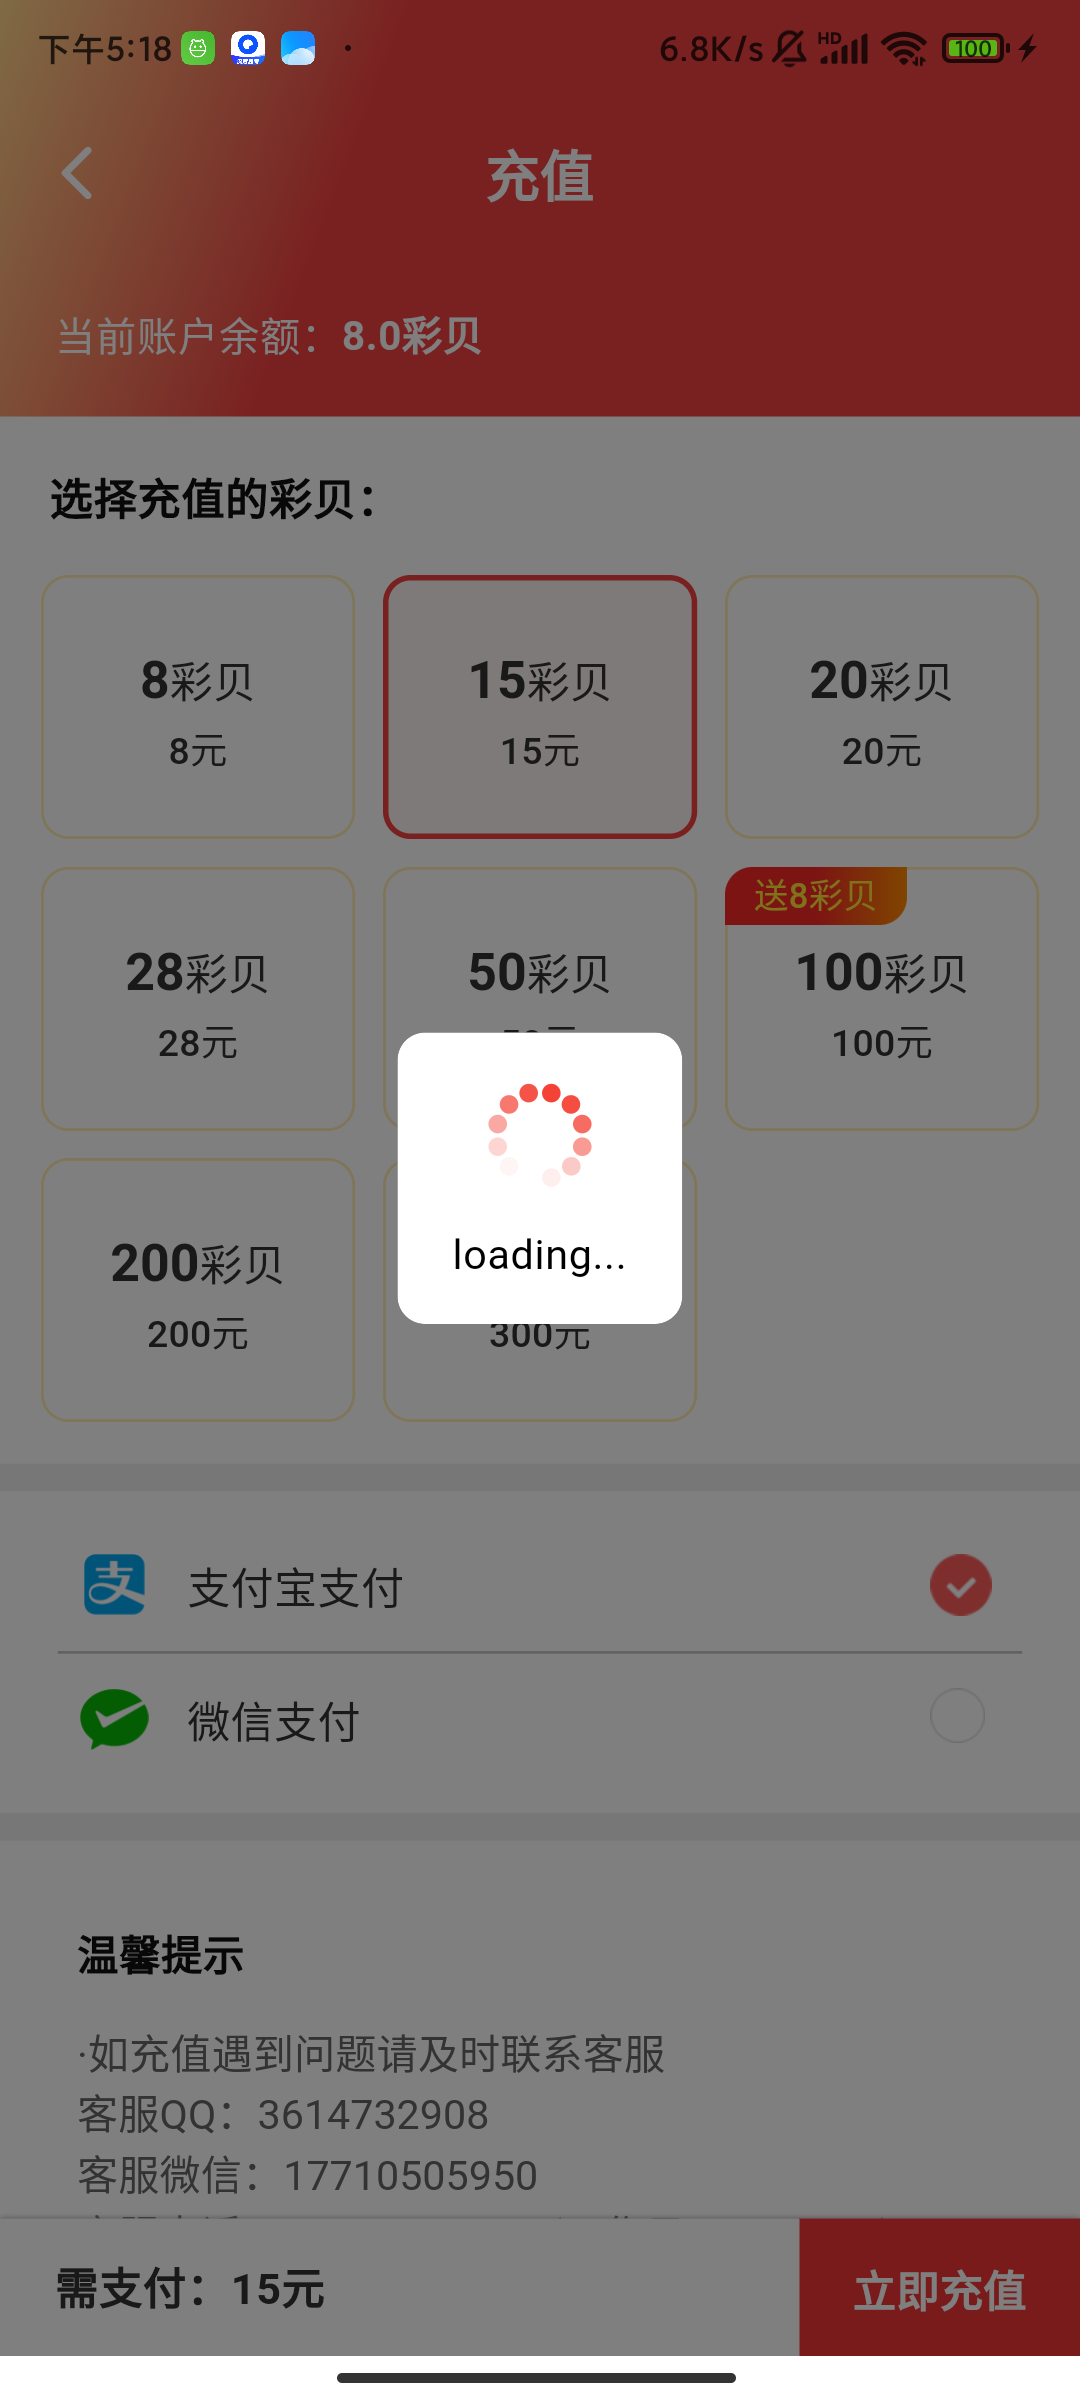 下午5:18
6.8K/s
HD
100
充值
当前账户余额：8.0彩贝
选择充值的彩贝：
8彩贝
15彩贝
20彩贝
8元
15元
20元
送8彩贝
28彩贝
50彩贝
100彩贝
28元
100元
loading...
200彩贝
200元
300元
支付宝支付
微信支付
温馨提示
·如充值遇到问题请及时联系客服
客服QQ：3614732908
客服微信：17710505950
需支付：15元
立即充值